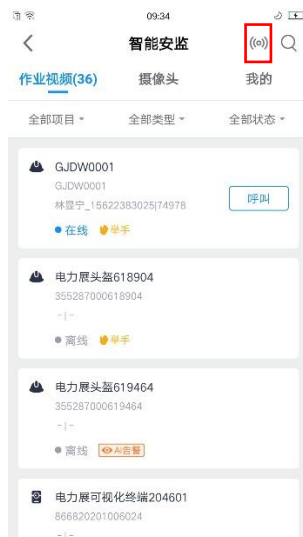 09:34
智能安监
作业视频(36) 摄像头 我的
全部项目 全部类型 全部状态
GJDW0001
GJDW0001
林显宁_15622383025|74978
呼叫
在线 举手
电力展头盔618904
355287000618904
-|-
离线 举手
电力展头盔619464
355287000619464
-|-
离线 AI告警
电力展可视化终端204601
866820201006024
-|-